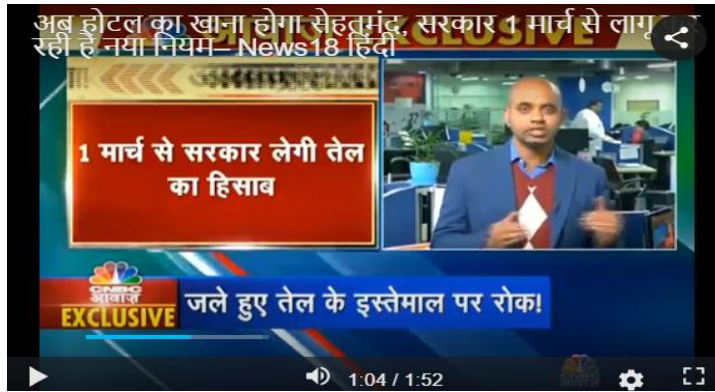 अब होटल का खाना होगा सेहतमंद, सरकार 1 मार्च से लागू कर
रही है नया नियम– News18 हिंदी
EXCLUSIVE
1 मार्च से सरकार लेगी तेल
का हिसाब
CNBC
आवाज़
EXCLUSIVE
जले हुए तेल के इस्तेमाल पर रोक!
1:04 / 1:52